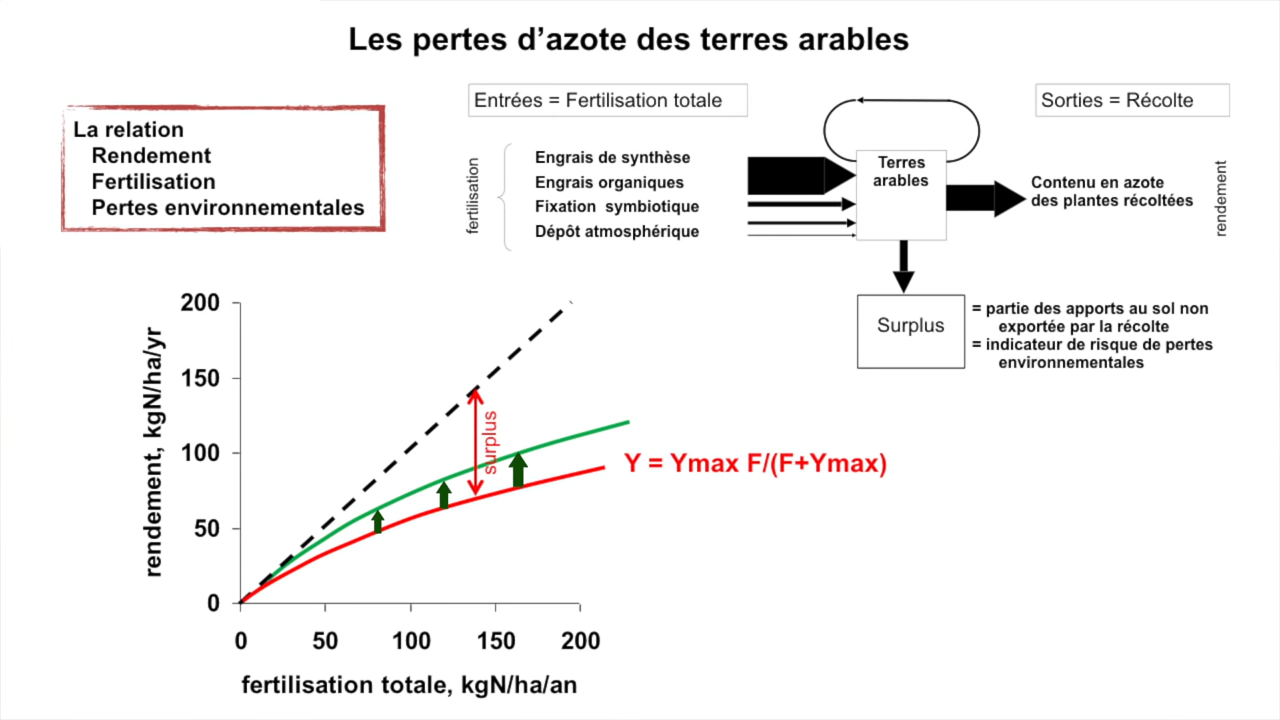 Les pertes d’azote des terres arables
La relation
Rendement
Fertilisation
Pertes environnementales
Entrées = Fertilisation totale
Sorties = Récolte
fertilisation
Engrais de synthèse
Engrais organiques
Fixation symbiotique
Dépôt atmosphérique
Terres
arables
Contenu en azote
des plantes récoltées
rendement
Surplus
= partie des apports au sol non
exportée par la récolte
= indicateur de risque de pertes
environnementales
rendement, kgN/ha/yr
200
150
100
50
0
surplus
Y = Ymax F/(F+Ymax)
0
50
100
150
200
fertilisation totale, kgN/ha/an